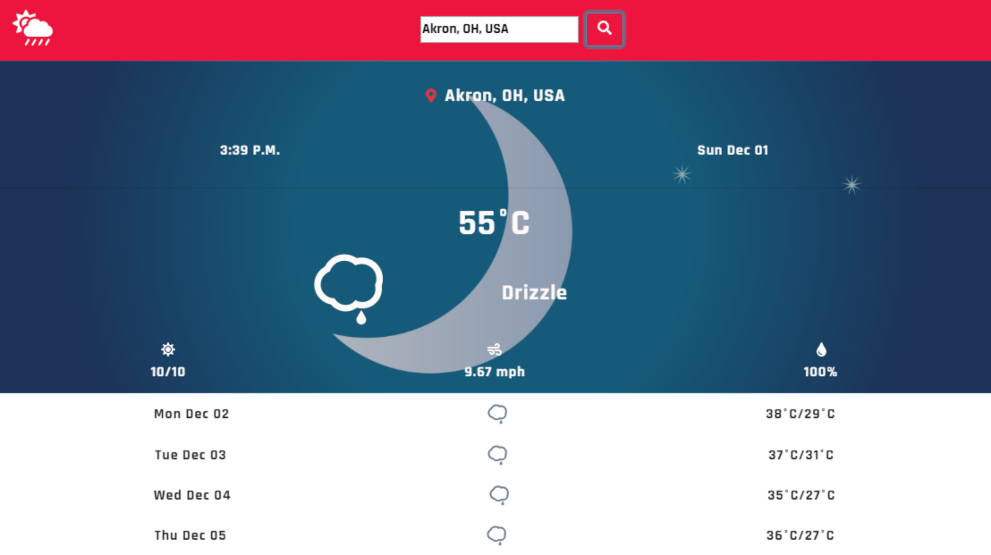 Akron, OH, USA
Akron, OH, USA
3:39 P.M.
Sun Dec 01
55°C
Drizzle
10/10
9.67 mph
100%
Mon Dec 02 38°C/29°C
Tue Dec 03 37°C/31°C
Wed Dec 04 35°C/27°C
Thu Dec 05 36°C/27°C